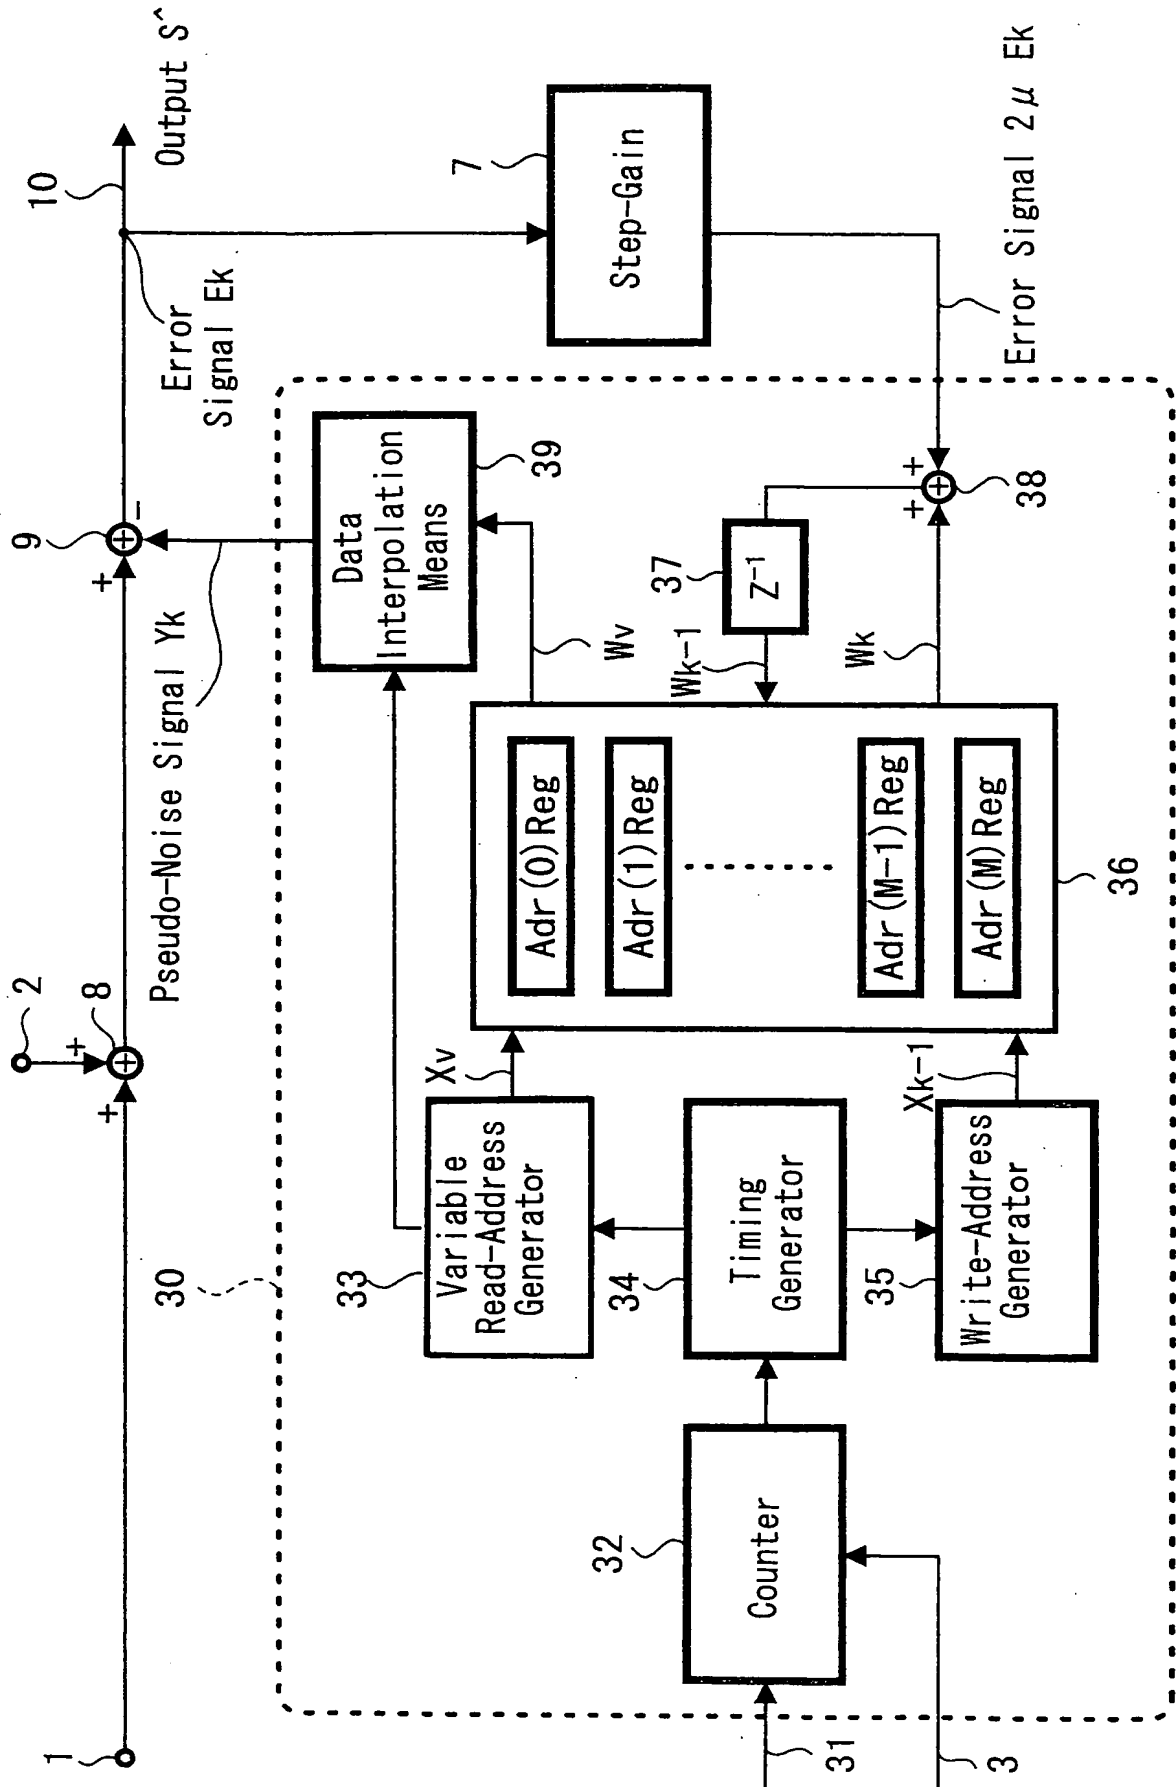 1
2
8
9
10
Output S^
Pseudo-Noise Signal Yk
Error
Signal Ek
+
+
+
-
30
33
Variable
Read-Address
Generator
Xv
Data
Interpolation
Means
39
7
Step-Gain
Wv
32
Counter
34
Timing
Generator
Adr(0)Reg
Adr(1)Reg
Adr(M-1)Reg
Adr(M)Reg
37
Z⁻¹
Wk-1
35
Write-Address
Generator
Xk-1
Wk
+
+
38
Error Signal 2μ Ek
31
3
36